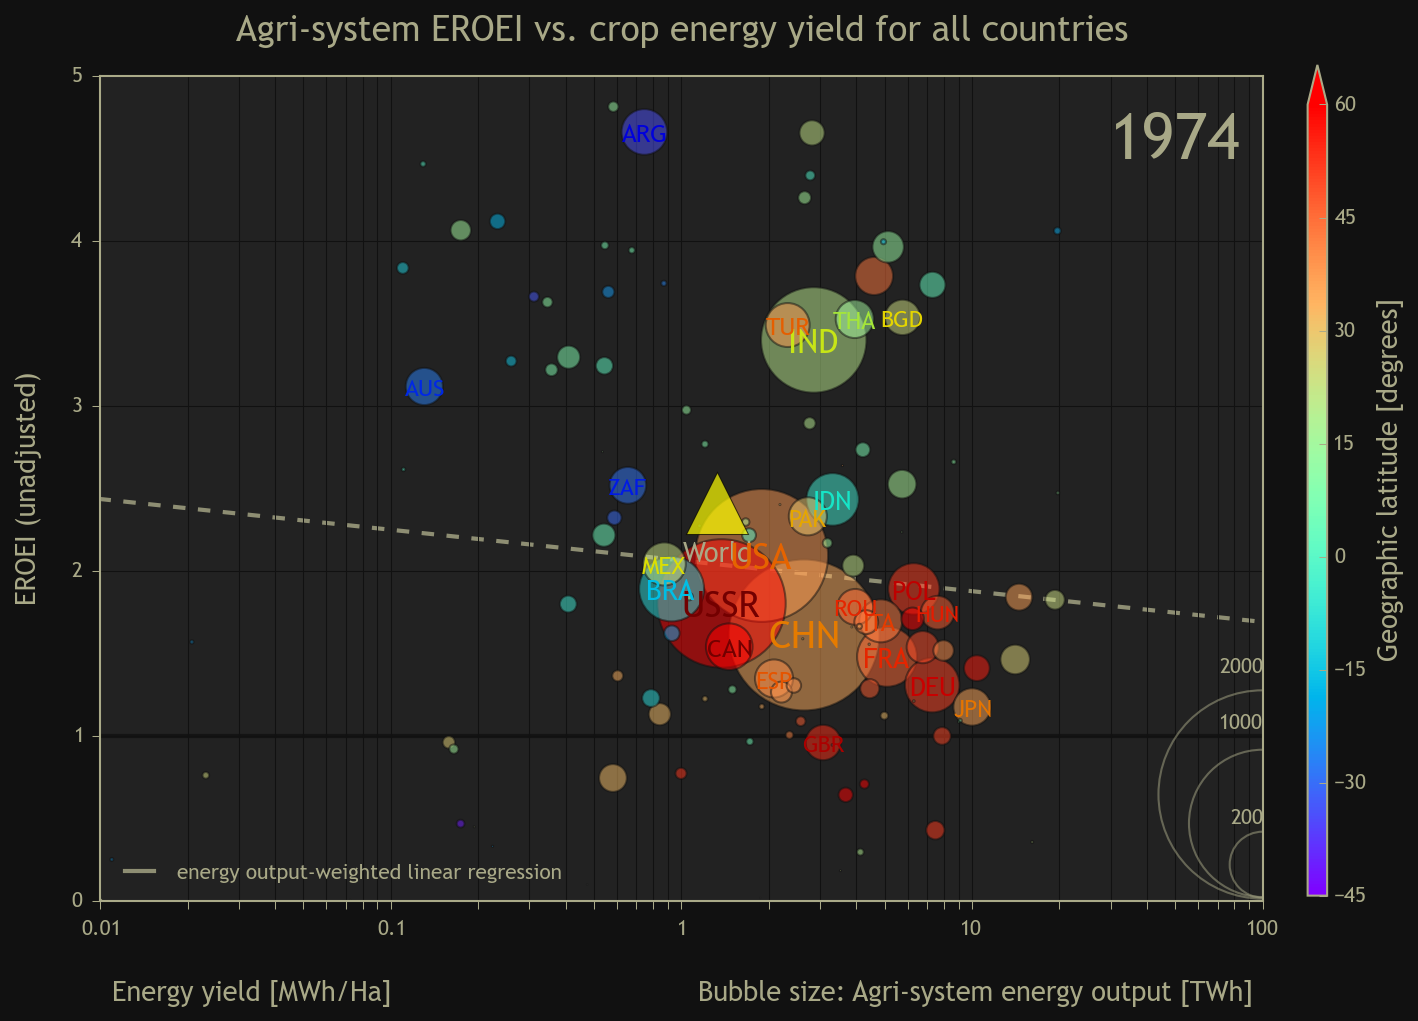 Agri-system EROEI vs. crop energy yield for all countries
1974
EROEI (unadjusted)
5
4
3
2
1
0
ARG
TUR
THA
BGD
IND
AUS
ZAF
IDN
PAK
World
USA
MEX
BRA
USSR
POL
ROU
ITA
HUN
CHN
CAN
FRA
ESP
DEU
JPN
GBR
2000
1000
200
energy output-weighted linear regression
0.01
0.1
1
10
100
Energy yield [MWh/Ha]
Bubble size: Agri-system energy output [TWh]
60
45
30
15
0
−15
−30
−45
Geographic latitude [degrees]